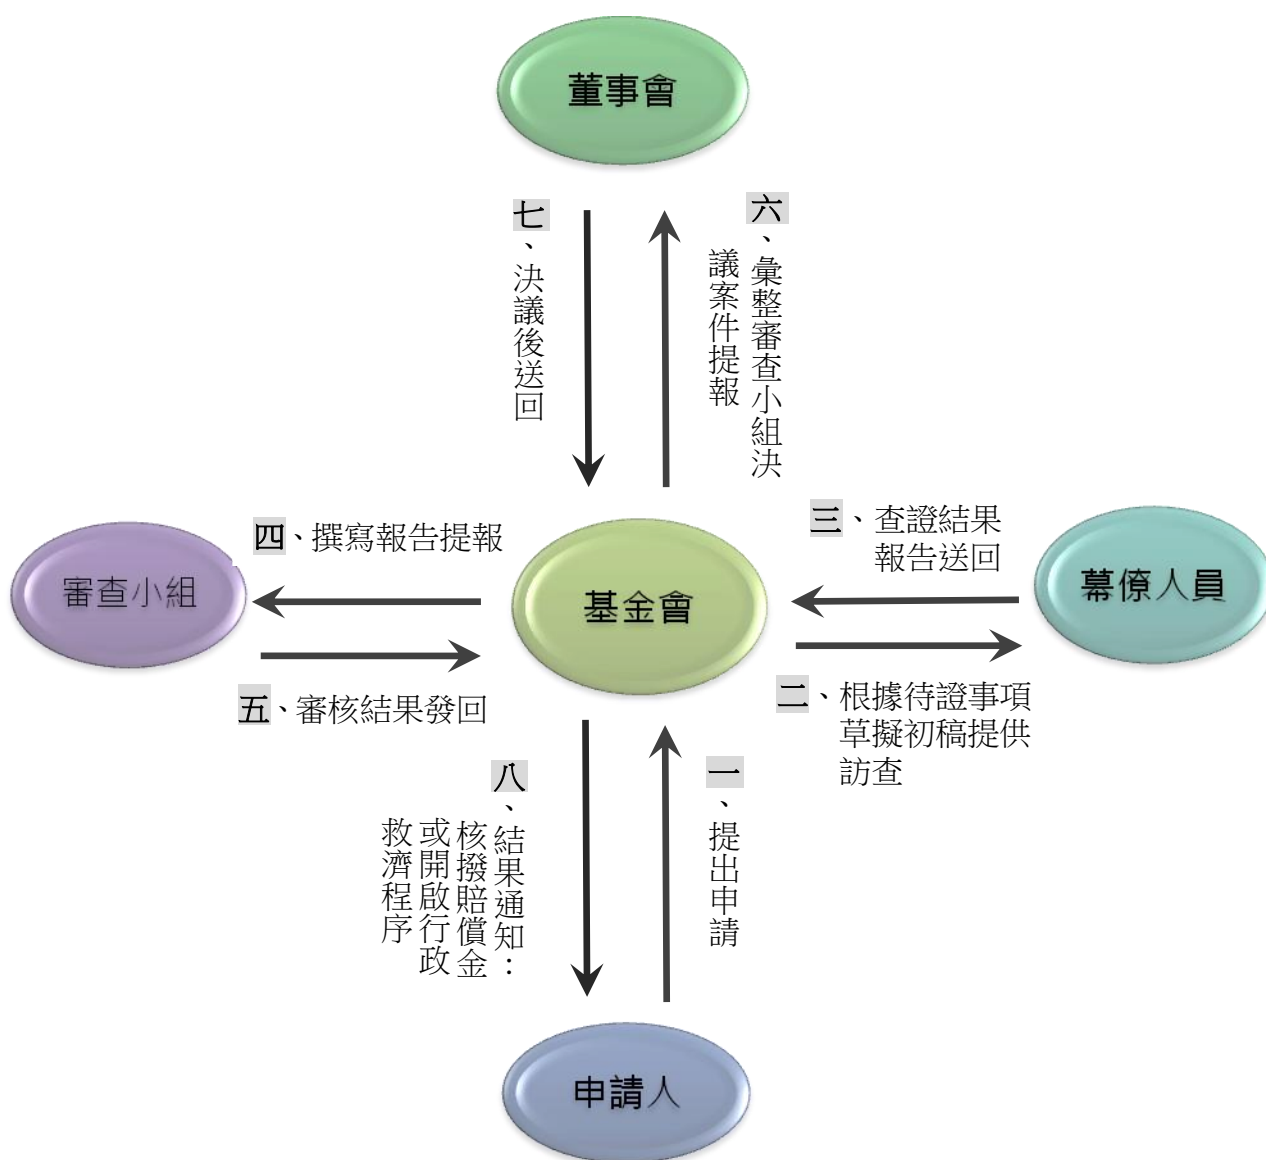 董事會
七、決議後送回
六、彙整審查小組決
議案件提報
審查小組
四、撰寫報告提報
五、審核結果發回
基金會
三、查證結果
報告送回
幕僚人員
二、根據待證事項
草擬初稿提供
訪查
八、結果通知：
核撥賠償金
或開啟行政
救濟程序
一、提出申請
申請人